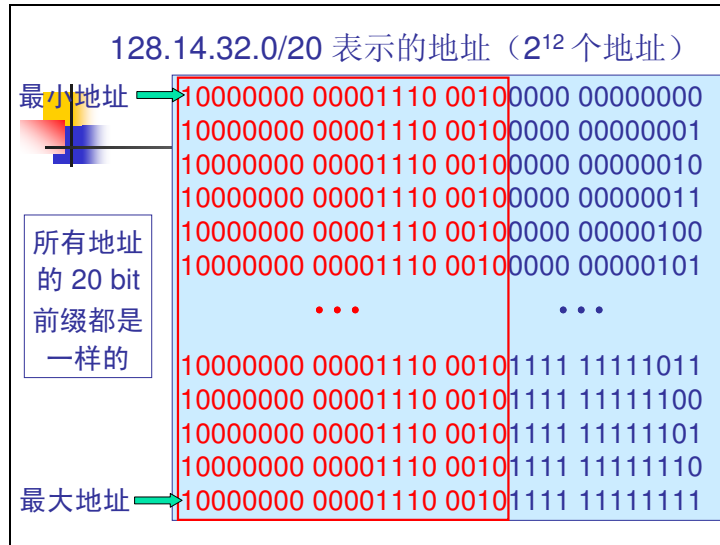 128.14.32.0/20 表示的地址（2¹² 个地址）
最小地址
10000000 00001110 00100000 00000000
10000000 00001110 00100000 00000001
10000000 00001110 00100000 00000010
10000000 00001110 00100000 00000011
10000000 00001110 00100000 00000100
10000000 00001110 00100000 00000101
所有地址
的 20 bit
前缀都是
一样的
••• •••
10000000 00001110 00101111 11111011
10000000 00001110 00101111 11111100
10000000 00001110 00101111 11111101
10000000 00001110 00101111 11111110
最大地址
10000000 00001110 00101111 11111111